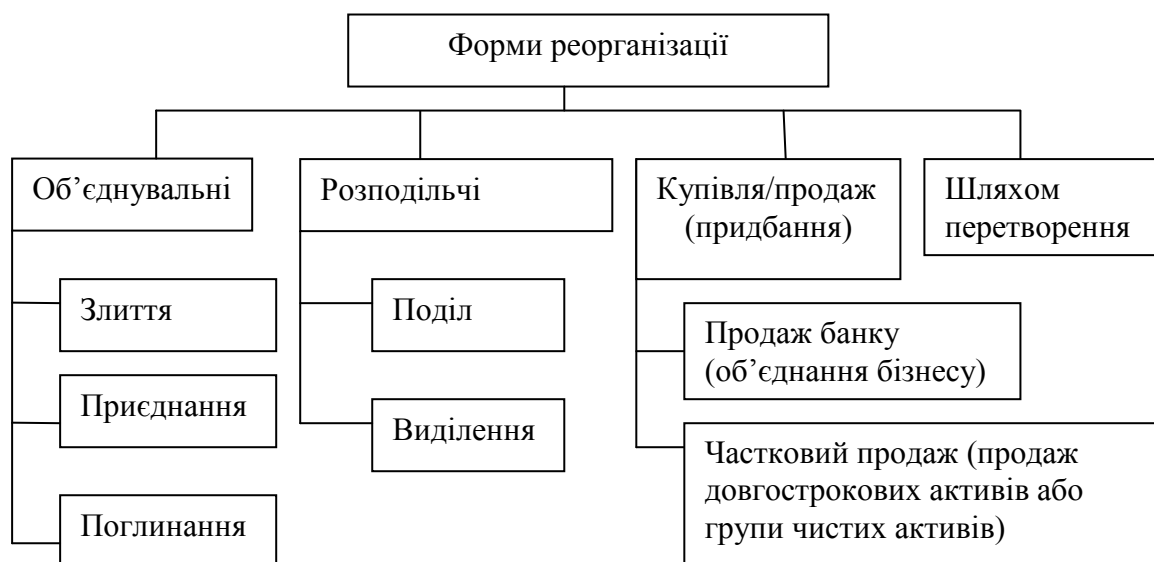 Форми реорганізації
Об’єднувальні
Розподільчі
Купівля/продаж
(придбання)
Шляхом
перетворення
Злиття
Приєднання
Поглинання
Поділ
Виділення
Продаж банку
(об’єднання бізнесу)
Частковий продаж (продаж
довгострокових активів або
групи чистих активів)